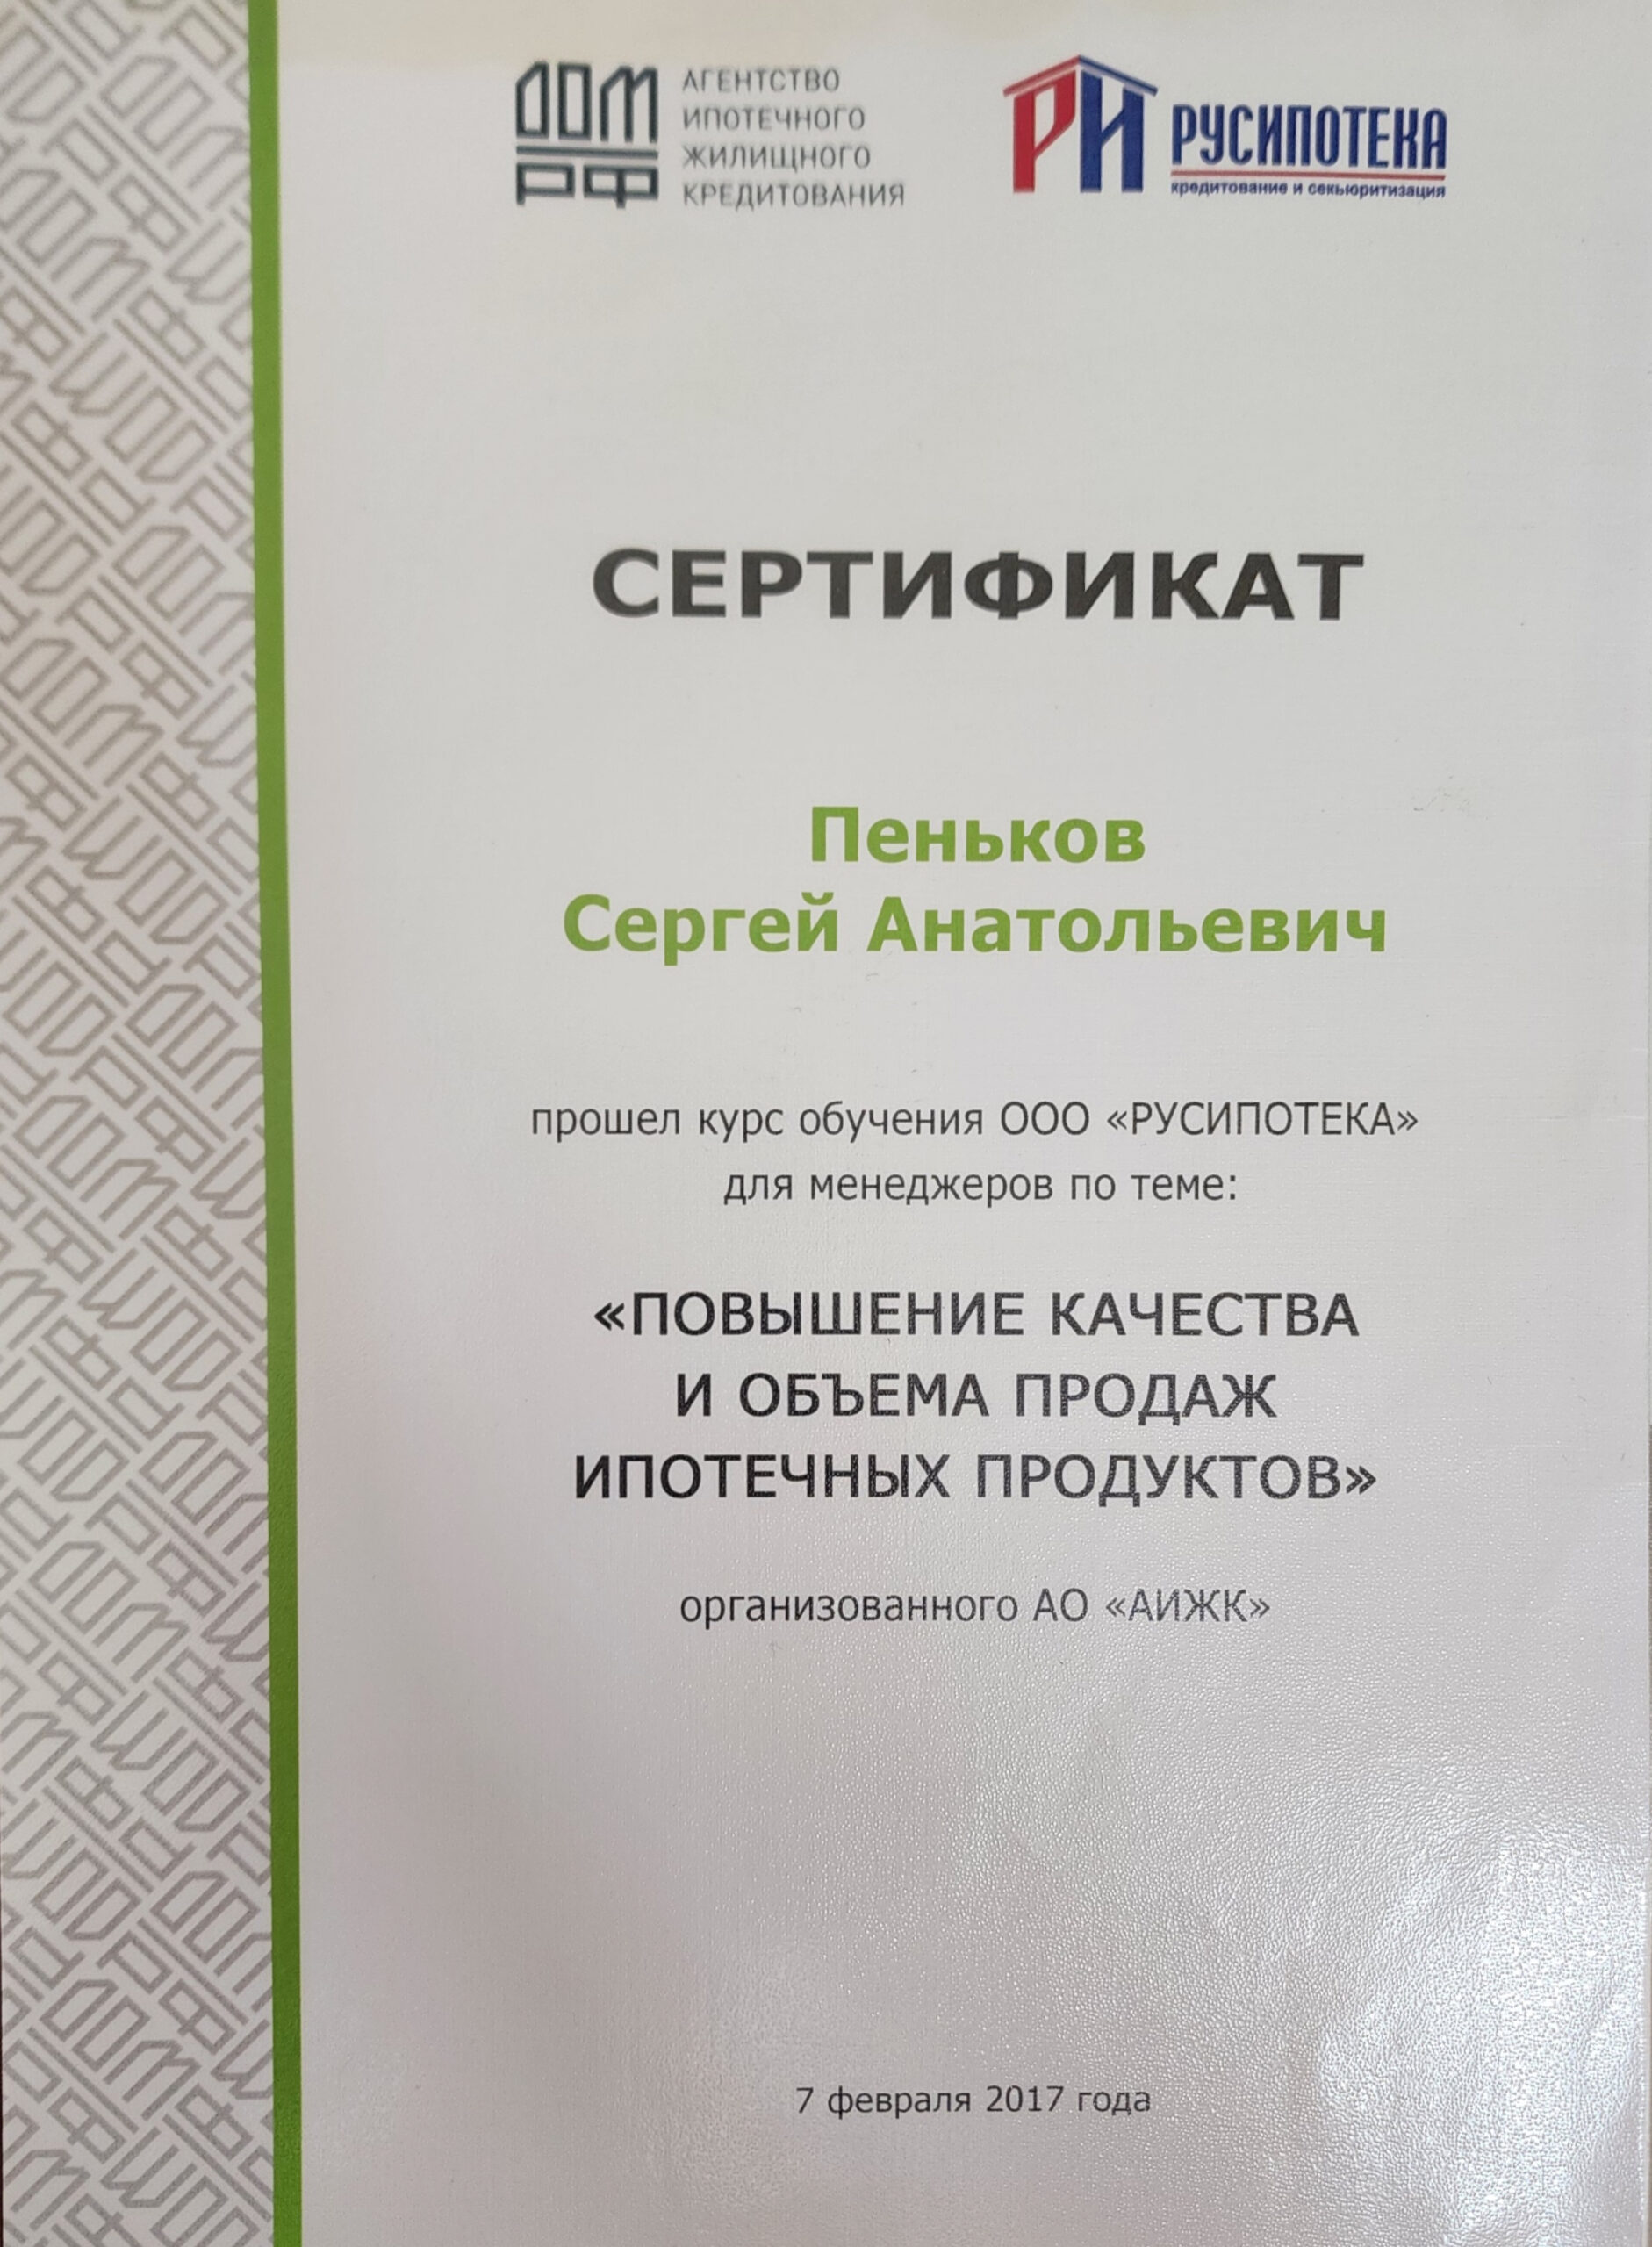 ДОМ
РФ
АГЕНТСТВО
ИПОТЕЧНОГО
ЖИЛИЩНОГО
КРЕДИТОВАНИЯ
РИ
РУСИПОТЕКА
кредитование и секьюритизация
СЕРТИФИКАТ
Пеньков
Сергей Анатольевич
прошел курс обучения ООО «РУСИПОТЕКА»
для менеджеров по теме:
«ПОВЫШЕНИЕ КАЧЕСТВА
И ОБЪЕМА ПРОДАЖ
ИПОТЕЧНЫХ ПРОДУКТОВ»
организованного АО «АИЖК»
7 февраля 2017 года